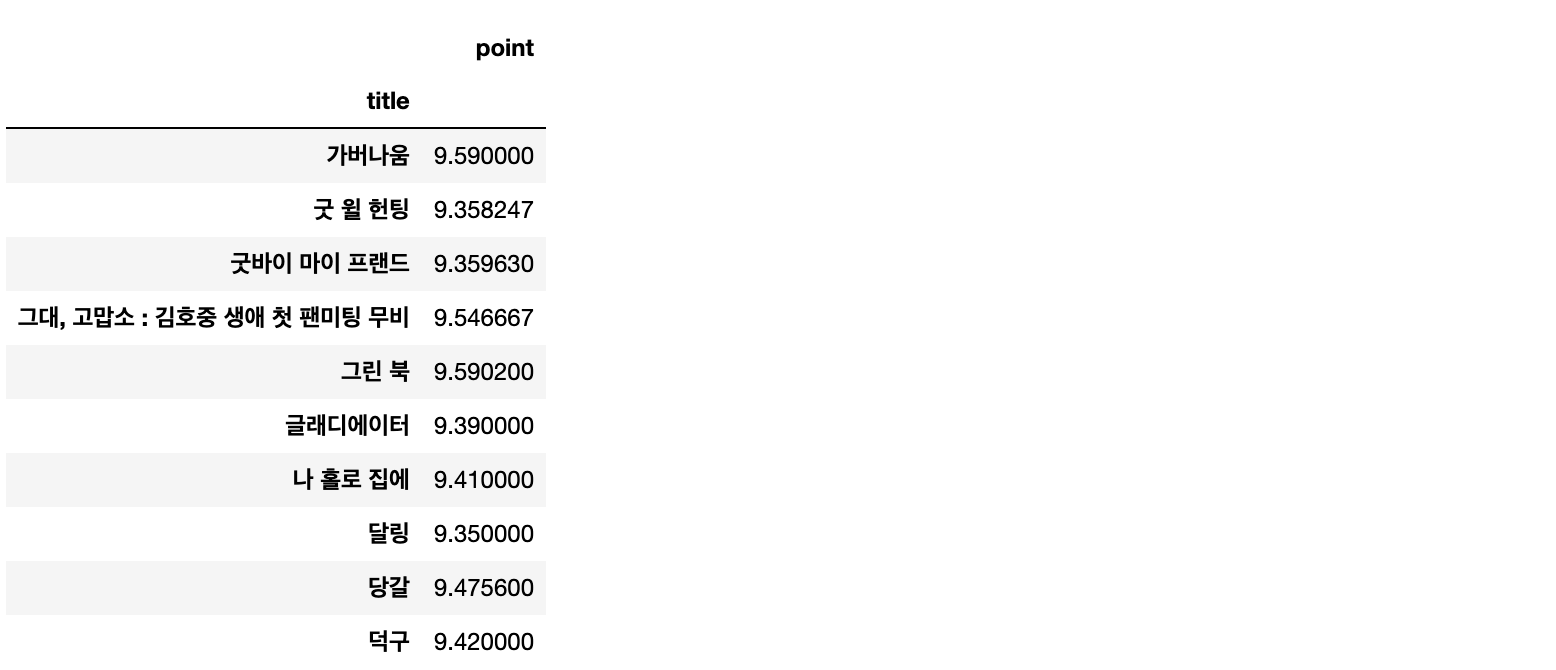 point
title
가버나움 9.590000
굿 윌 헌팅 9.358247
굿바이 마이 프랜드 9.359630
그대, 고맙소 : 김호중 생애 첫 팬미팅 무비 9.546667
그린 북 9.590200
글래디에이터 9.390000
나 홀로 집에 9.410000
달링 9.350000
당갈 9.475600
덕구 9.420000